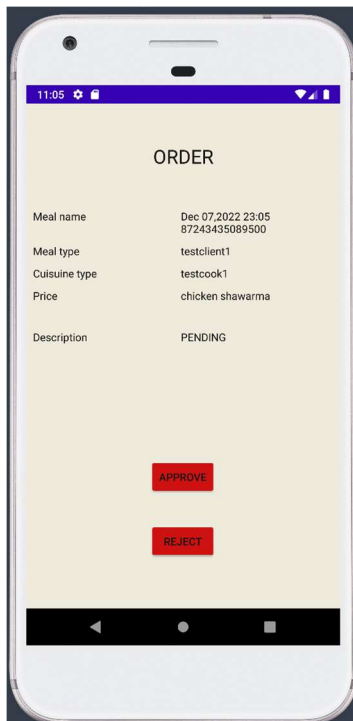 11:05
ORDER
Meal name Dec 07,2022 23:05
87243435089500
Meal type testclient1
Cuisuine type testcook1
Price chicken shawarma
Description PENDING
APPROVE
REJECT